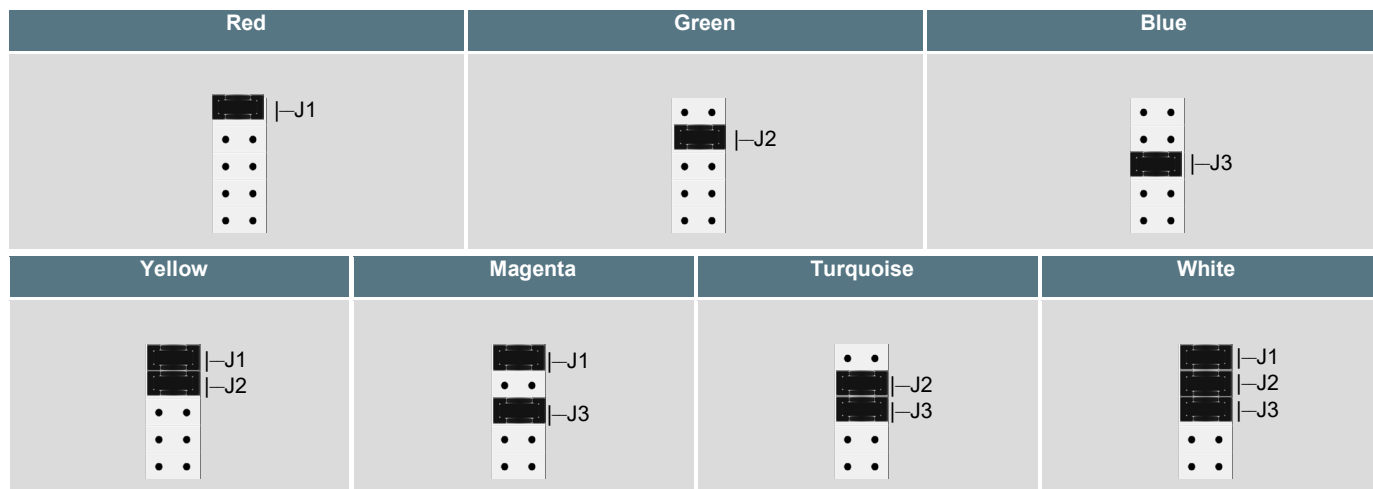 Red
Green
Blue
J1
J2
J3
Yellow
Magenta
Turquoise
White
J1
J2
J1
J3
J2
J3
J1
J2
J3